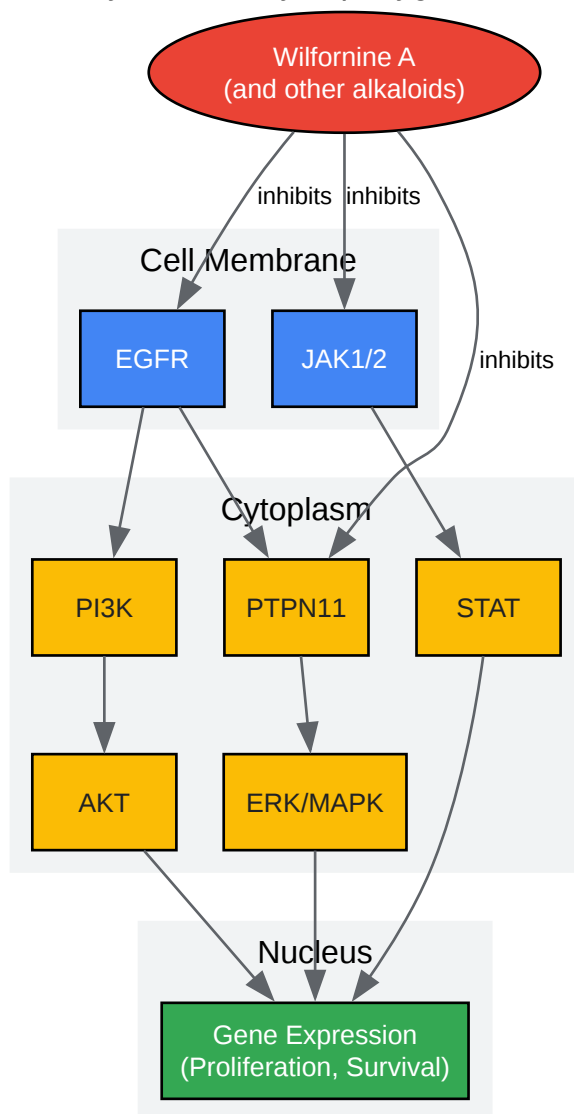 Wilfornine A
(and other alkaloids)
inhibits
inhibits
Cell Membrane
EGFR
JAK1/2
inhibits
Cytoplasm
PI3K
PTPN11
STAT
AKT
ERK/MAPK
Nucleus
Gene Expression
(Proliferation, Survival)